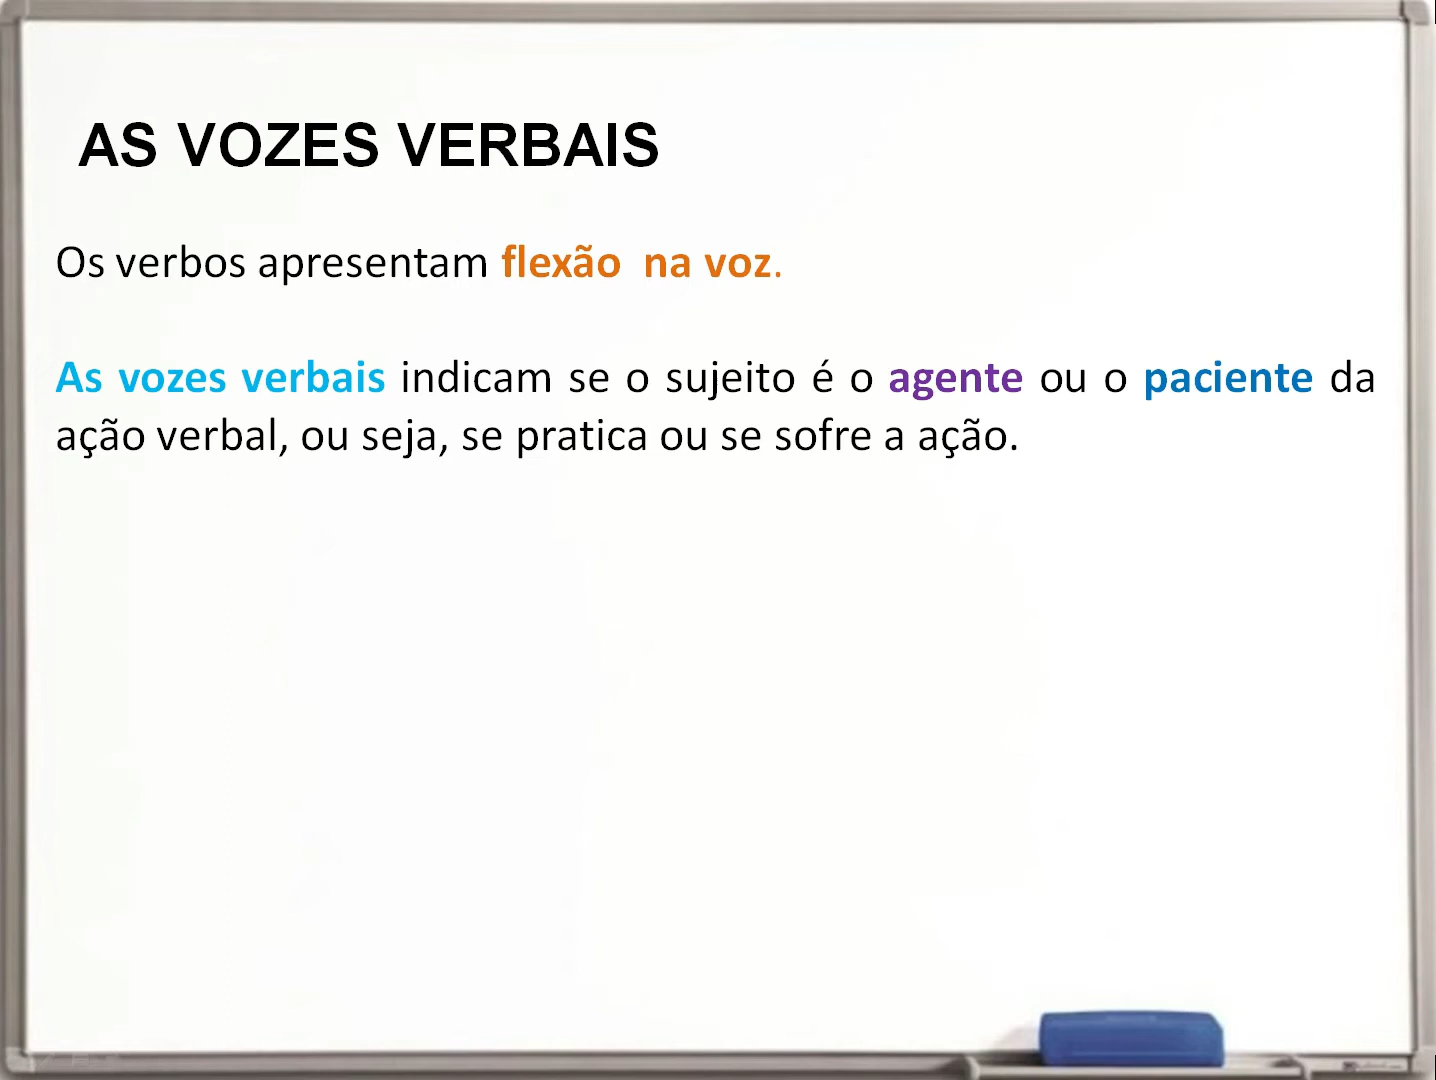 AS VOZES VERBAIS
Os verbos apresentam flexão na voz.
As vozes verbais indicam se o sujeito é o agente ou o paciente da
ação verbal, ou seja, se pratica ou se sofre a ação.